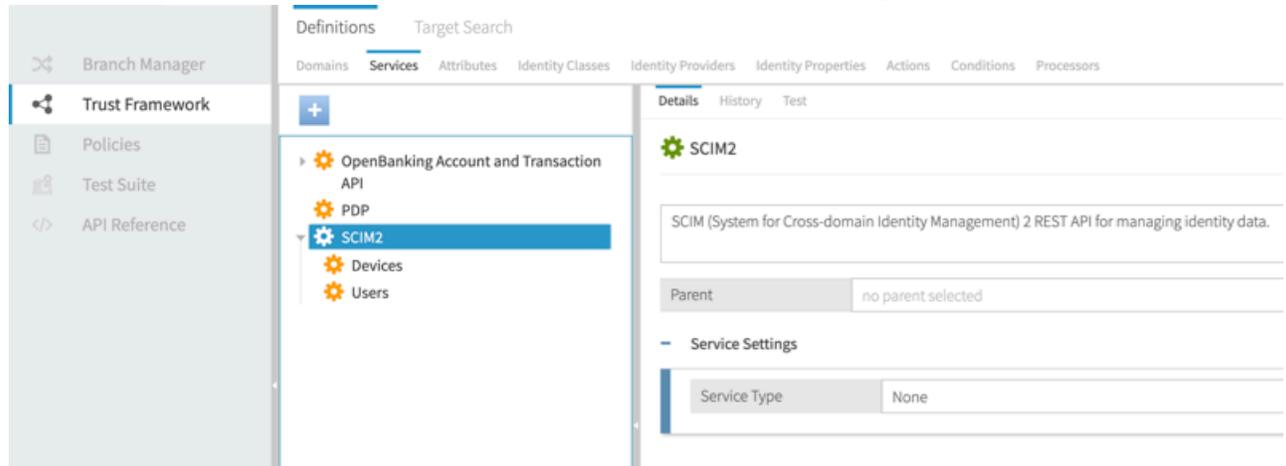 Definitions Target Search
Branch Manager
Trust Framework
Policies
Test Suite
API Reference
Domains Services Attributes Identity Classes Identity Providers Identity Properties Actions Conditions Processors
OpenBanking Account and Transaction
API
PDP
SCIM2
Devices
Users
Details History Test
SCIM2
SCIM (System for Cross-domain Identity Management) 2 REST API for managing identity data.
Parent no parent selected
Service Settings
Service Type None